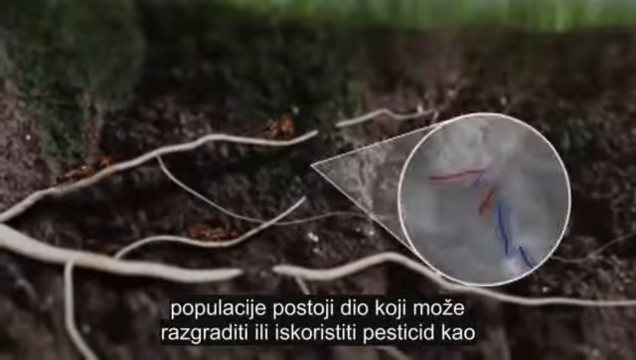 populacije postoji dio koji može
razgraditi ili iskoristiti pesticid kao